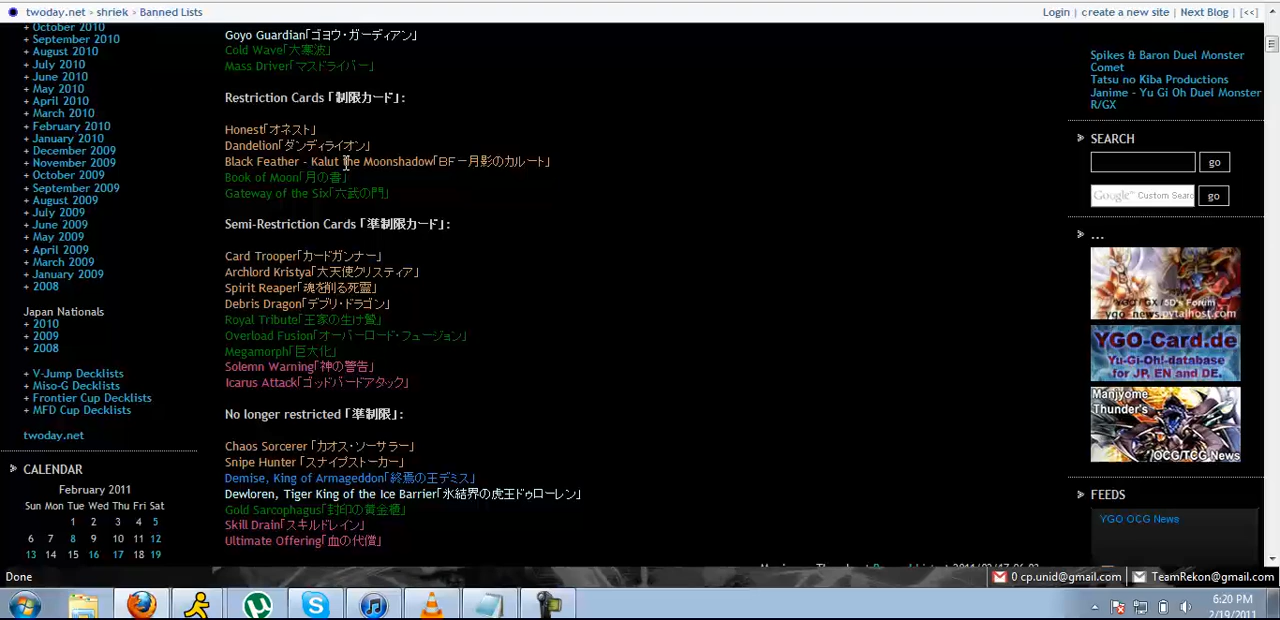 twoday.net > shriek > Banned Lists
Login | create a new site | Next Blog | [<<]
+ October 2010
+ September 2010
+ August 2010
+ July 2010
+ June 2010
+ May 2010
+ April 2010
+ March 2010
+ February 2010
+ January 2010
+ December 2009
+ November 2009
+ October 2009
+ September 2009
+ August 2009
+ July 2009
+ June 2009
+ May 2009
+ April 2009
+ March 2009
+ January 2009
+ 2008
Japan Nationals
+ 2010
+ 2009
+ 2008
+ V-Jump Decklists
+ Miso-G Decklists
+ Frontier Cup Decklists
+ MFD Cup Decklists
twoday.net
CALENDAR
February 2011
Sun Mon Tue Wed Thu Fri Sat
1 2 3 4 5
6 7 8 9 10 11 12
13 14 15 16 17 18 19
Goyo Guardian「ゴヨウ・ガーディアン」
Cold Wave「大寒波」
Mass Driver「マスドライバー」
Restriction Cards「制限カード」:
Honest「オネスト」
Dandelion「ダンディライオン」
Black Feather - Kalut the Moonshadow「BF－月影のカルート」
Book of Moon「月の書」
Gateway of the Six「六武の門」
Semi-Restriction Cards「準制限カード」:
Card Trooper「カードガンナー」
Archlord Kristya「大天使クリスティア」
Spirit Reaper「魂を削る死霊」
Debris Dragon「デブリ・ドラゴン」
Royal Tribute「王家の生け贄」
Overload Fusion「オーバーロード・フュージョン」
Megamorph「巨大化」
Solemn Warning「神の警告」
Icarus Attack「ゴッドバードアタック」
No longer restricted「準制限」:
Chaos Sorcerer「カオス・ソーサラー」
Snipe Hunter「スナイプストーカー」
Demise, King of Armageddon「終焉の王デミス」
Dewloren, Tiger King of the Ice Barrier「氷結界の虎王ドゥローレン」
Gold Sarcophagus「封印の黄金櫃」
Skill Drain「スキルドレイン」
Ultimate Offering「血の代償」
Spikes & Baron Duel Monster
Comet
Tatsu no Kiba Productions
Janime - Yu Gi Oh Duel Monster
R/GX
SEARCH
go
Google™ Custom Searc
go
...
YGO / GX / 5D's Forum
ygo_news.pytalhost.com
YGO-Card.de
Yu-Gi-Oh!-database
for JP, EN and DE.
Manjyome
Thunder's
OCG/TCG News
FEEDS
YGO OCG News
Done
0 cp.unid@gmail.com
TeamRekon@gmail.com
6:20 PM
2/19/2011